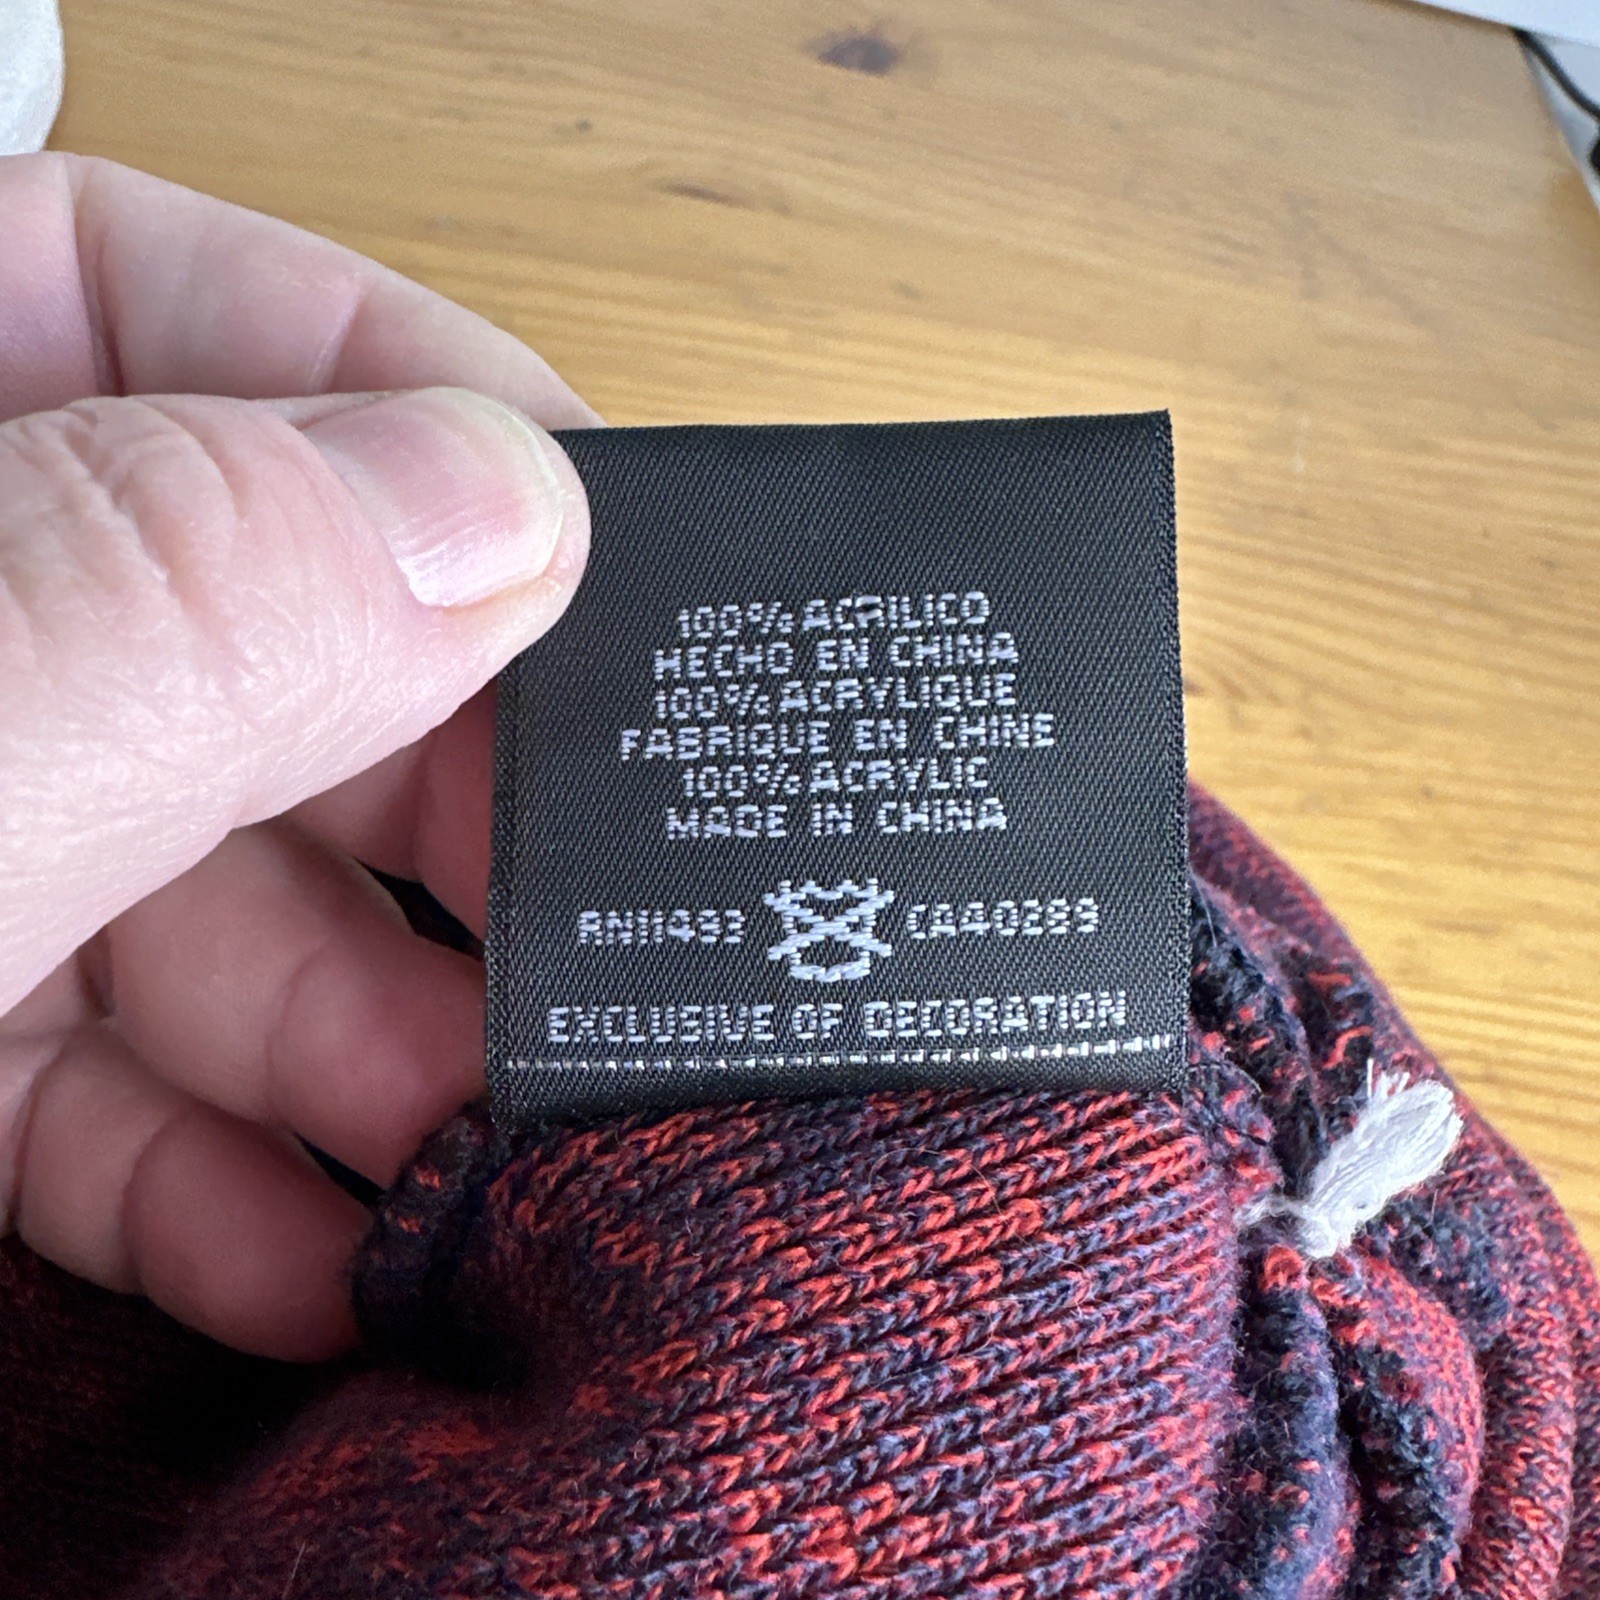 100% ACRILICO
HECHO EN CHINA
100% ACRYLIQUE
FABRIQUE EN CHINE
100% ACRYLIC
MADE IN CHINA
RN11493 CA40289
EXCLUSIVE OF DECORATION